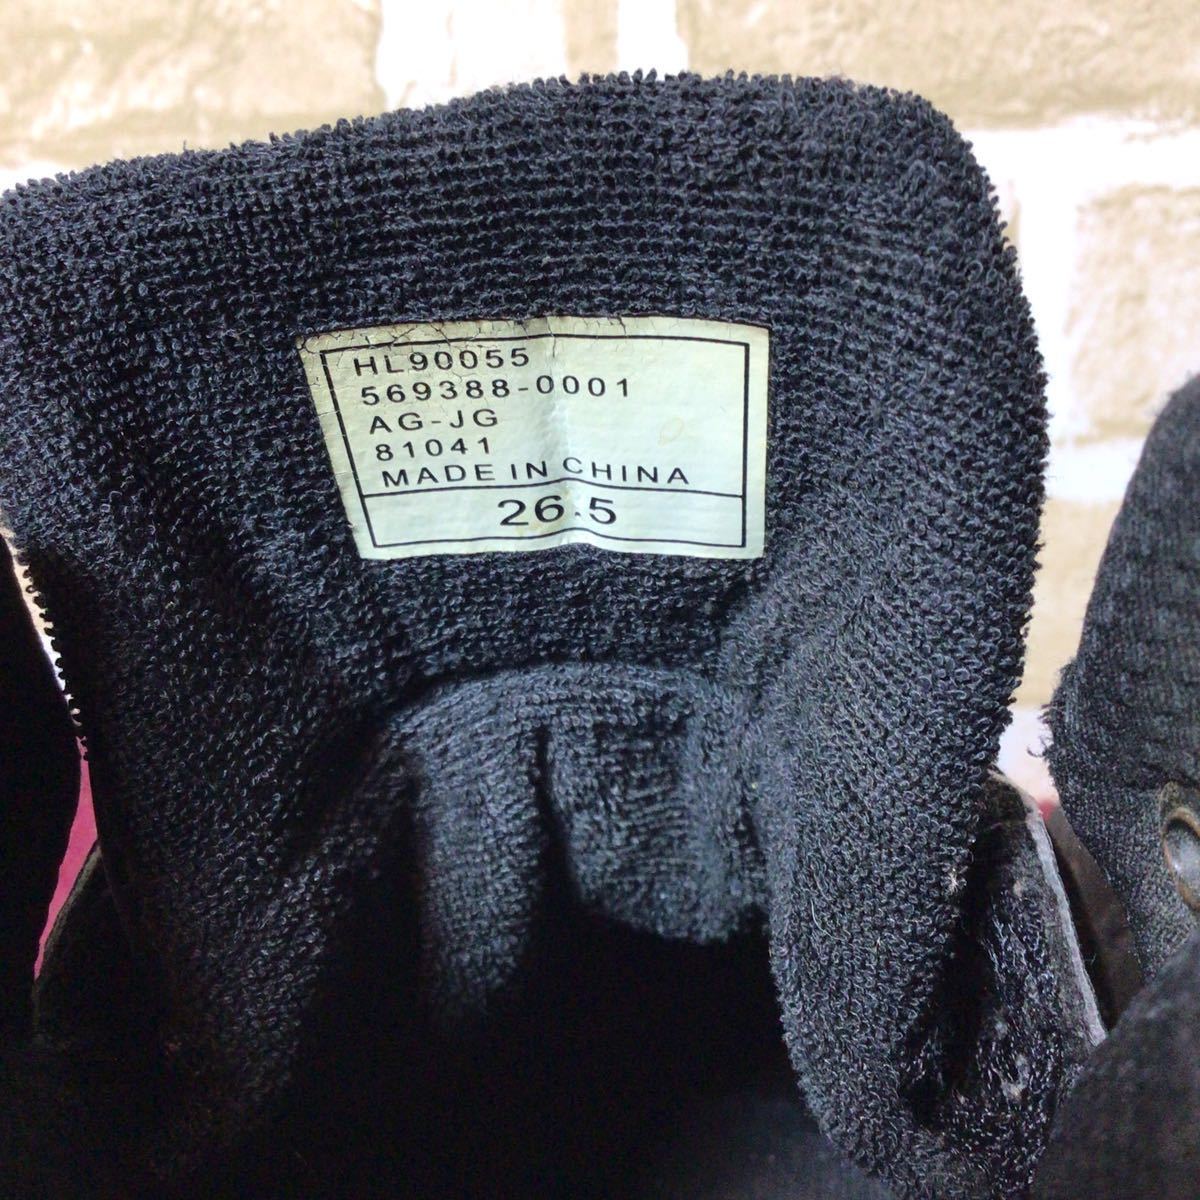 HL90055
569388-0001
AG-JG
81041
MADE IN CHINA
26.5